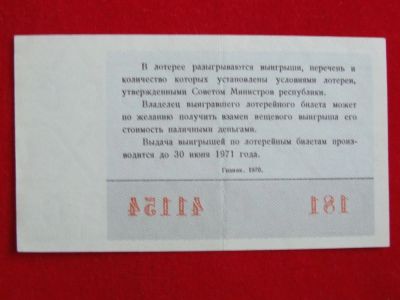 В лотерее разыгрываются выигрыши, перечень и
количество которых установлены условиями лотереи,
утвержденными Советом Министров республики.
Владелец выигравшего лотерейного билета может
по желанию получить взамен вещевого выигрыша его
стоимость наличными деньгами.
Выдача выигрышей по лотерейным билетам произ-
водится до 30 июня 1971 года.
Гознак. 1970.
41154 181